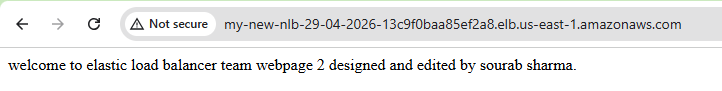 Not secure
my-new-nlb-29-04-2026-13c9f0baa85ef2a8.elb.us-east-1.amazonaws.com
welcome to elastic load balancer team webpage 2 designed and edited by sourab sharma.